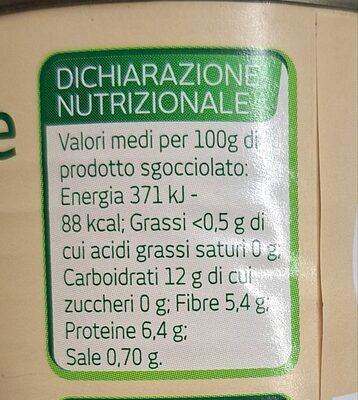 DICHIARAZIONE
NUTRIZIONALE
e
Valori medi per 100g di
prodotto sgocciolato:
Energia 371 kJ -
88 kcal; Grassi <0,5 g di
cui acidi grassi saturi 0 g;
Carboidrati 12 g di cui
zuccheri 0 g; Fibre 5,4 g;
Proteine 6,4 g;
Sale 0,70 g.